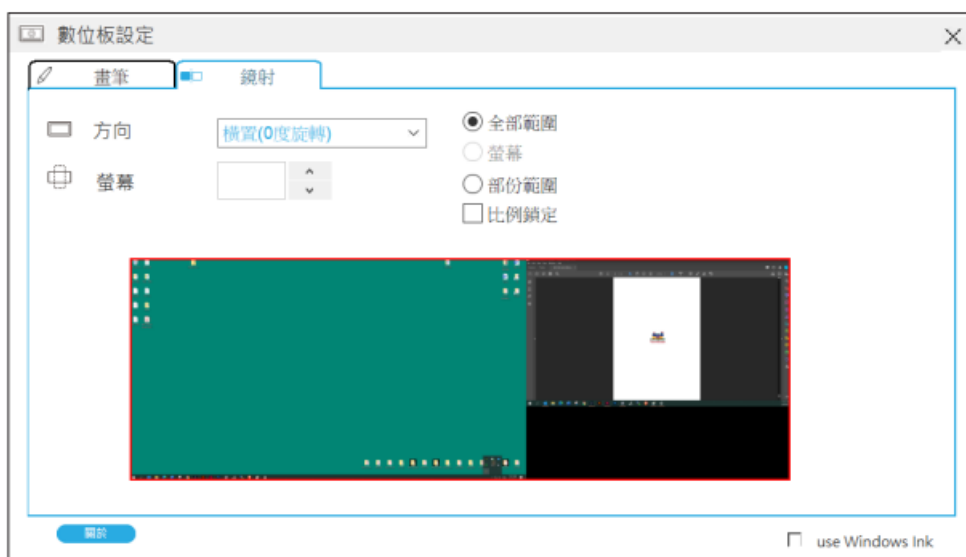 數位板設定
畫筆
鏡射
方向
橫置(0度旋轉)
全部範圍
螢幕
螢幕
部份範圍
比例鎖定
關於
use Windows Ink